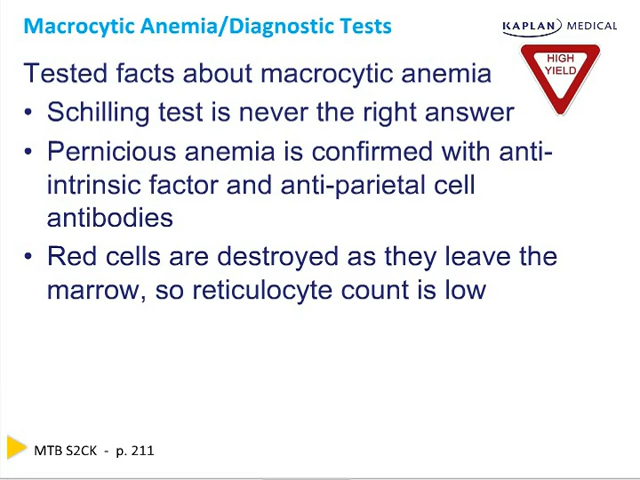 Macrocytic Anemia/Diagnostic Tests
KAPLAN MEDICAL
HIGH
YIELD
Tested facts about macrocytic anemia
• Schilling test is never the right answer
• Pernicious anemia is confirmed with anti-
intrinsic factor and anti-parietal cell
antibodies
• Red cells are destroyed as they leave the
marrow, so reticulocyte count is low
MTB S2CK - p. 211